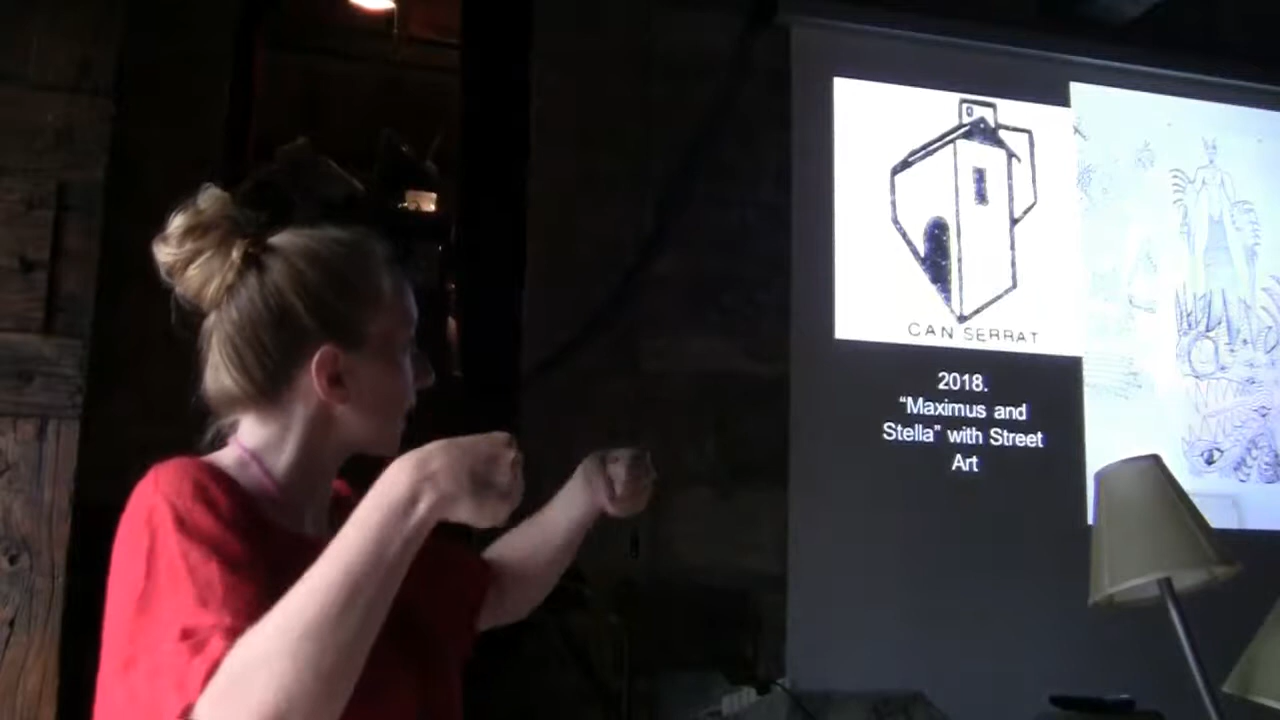 CAN SERRAT
2018.
“Maximus and
Stella” with Street
Art